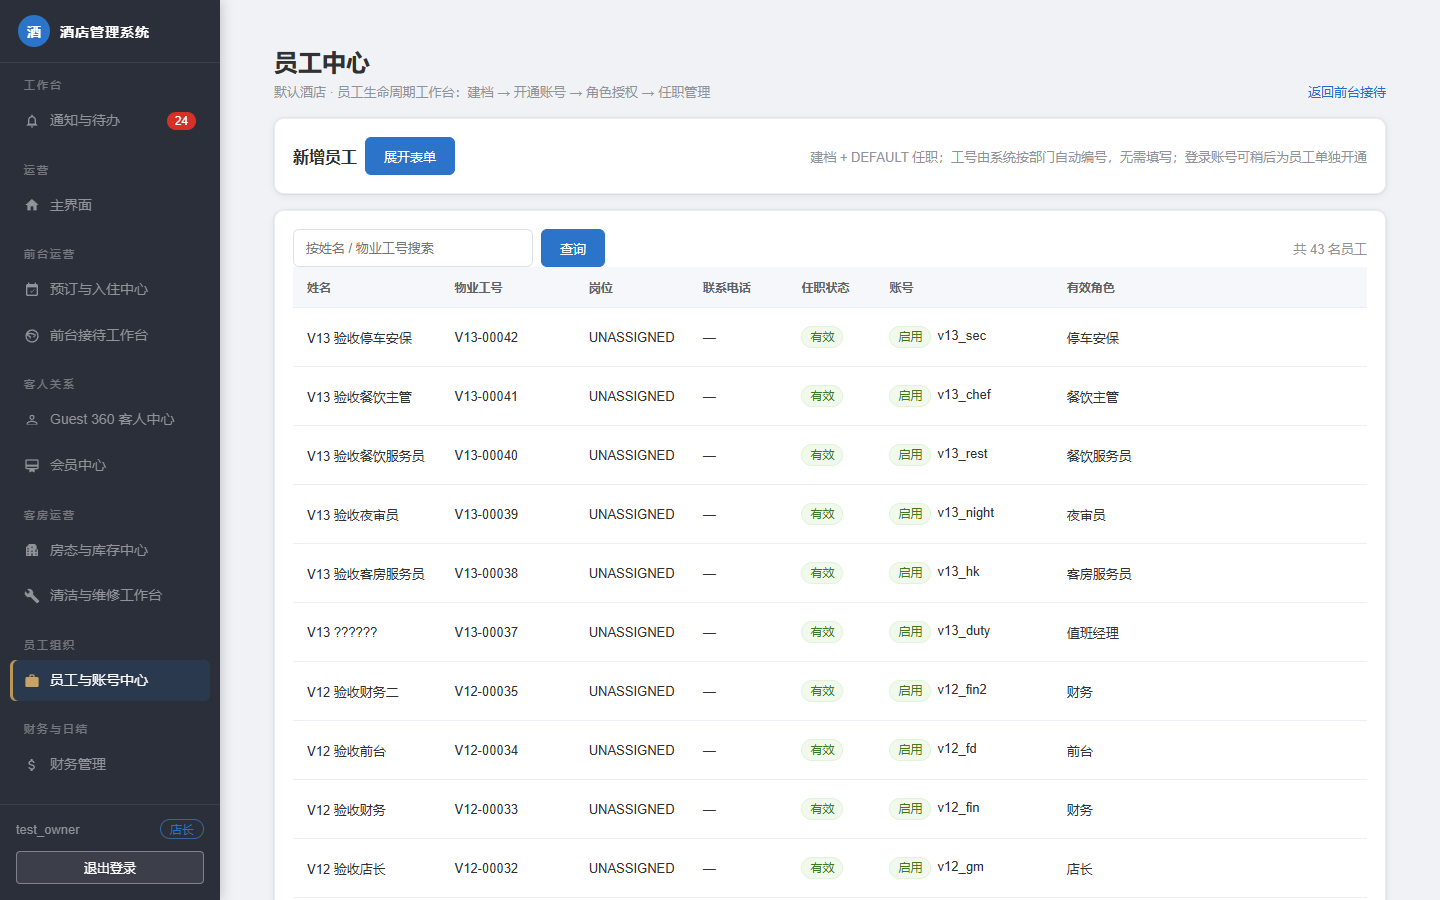 酒 酒店管理系统
工作台
通知与待办 24
运营
主界面
前台运营
预订与入住中心
前台接待工作台
客人关系
Guest 360 客人中心
会员中心
客房运营
房态与库存中心
清洁与维修工作台
员工组织
员工与账号中心
财务与日结
财务管理
test_owner 店长
退出登录
员工中心
默认酒店 · 员工生命周期工作台：建档 → 开通账号 → 角色授权 → 任职管理 返回前台接待
新增员工 展开表单 建档 + DEFAULT 任职；工号由系统按部门自动编号，无需填写；登录账号可稍后为员工单独开通
按姓名 / 物业工号搜索 查询 共 43 名员工
姓名 物业工号 岗位 联系电话 任职状态 账号 有效角色
V13 验收停车安保 V13-00042 UNASSIGNED — 有效 启用 v13_sec 停车安保
V13 验收餐饮主管 V13-00041 UNASSIGNED — 有效 启用 v13_chef 餐饮主管
V13 验收餐饮服务员 V13-00040 UNASSIGNED — 有效 启用 v13_rest 餐饮服务员
V13 验收夜审员 V13-00039 UNASSIGNED — 有效 启用 v13_night 夜审员
V13 验收客房服务员 V13-00038 UNASSIGNED — 有效 启用 v13_hk 客房服务员
V13 ?????? V13-00037 UNASSIGNED — 有效 启用 v13_duty 值班经理
V12 验收财务二 V12-00035 UNASSIGNED — 有效 启用 v12_fin2 财务
V12 验收前台 V12-00034 UNASSIGNED — 有效 启用 v12_fd 前台
V12 验收财务 V12-00033 UNASSIGNED — 有效 启用 v12_fin 财务
V12 验收店长 V12-00032 UNASSIGNED — 有效 启用 v12_gm 店长